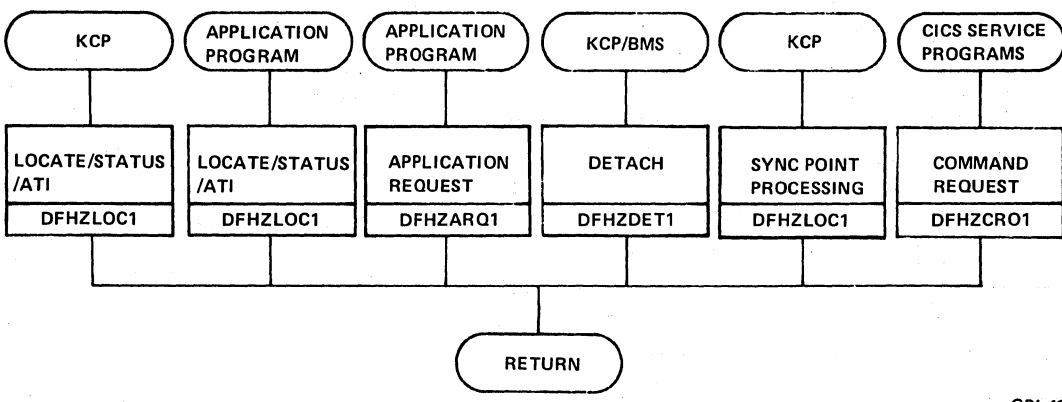 KCP
APPLICATION
PROGRAM
APPLICATION
PROGRAM
KCP/BMS
KCP
CICS SERVICE
PROGRAMS
LOCATE/STATUS
/ATI
DFHZLOC1
LOCATE/STATUS
/ATI
DFHZLOC1
APPLICATION
REQUEST
DFHZARQ1
DETACH
DFHZDET1
SYNC POINT
PROCESSING
DFHZLOC1
COMMAND
REQUEST
DFHZCRO1
RETURN